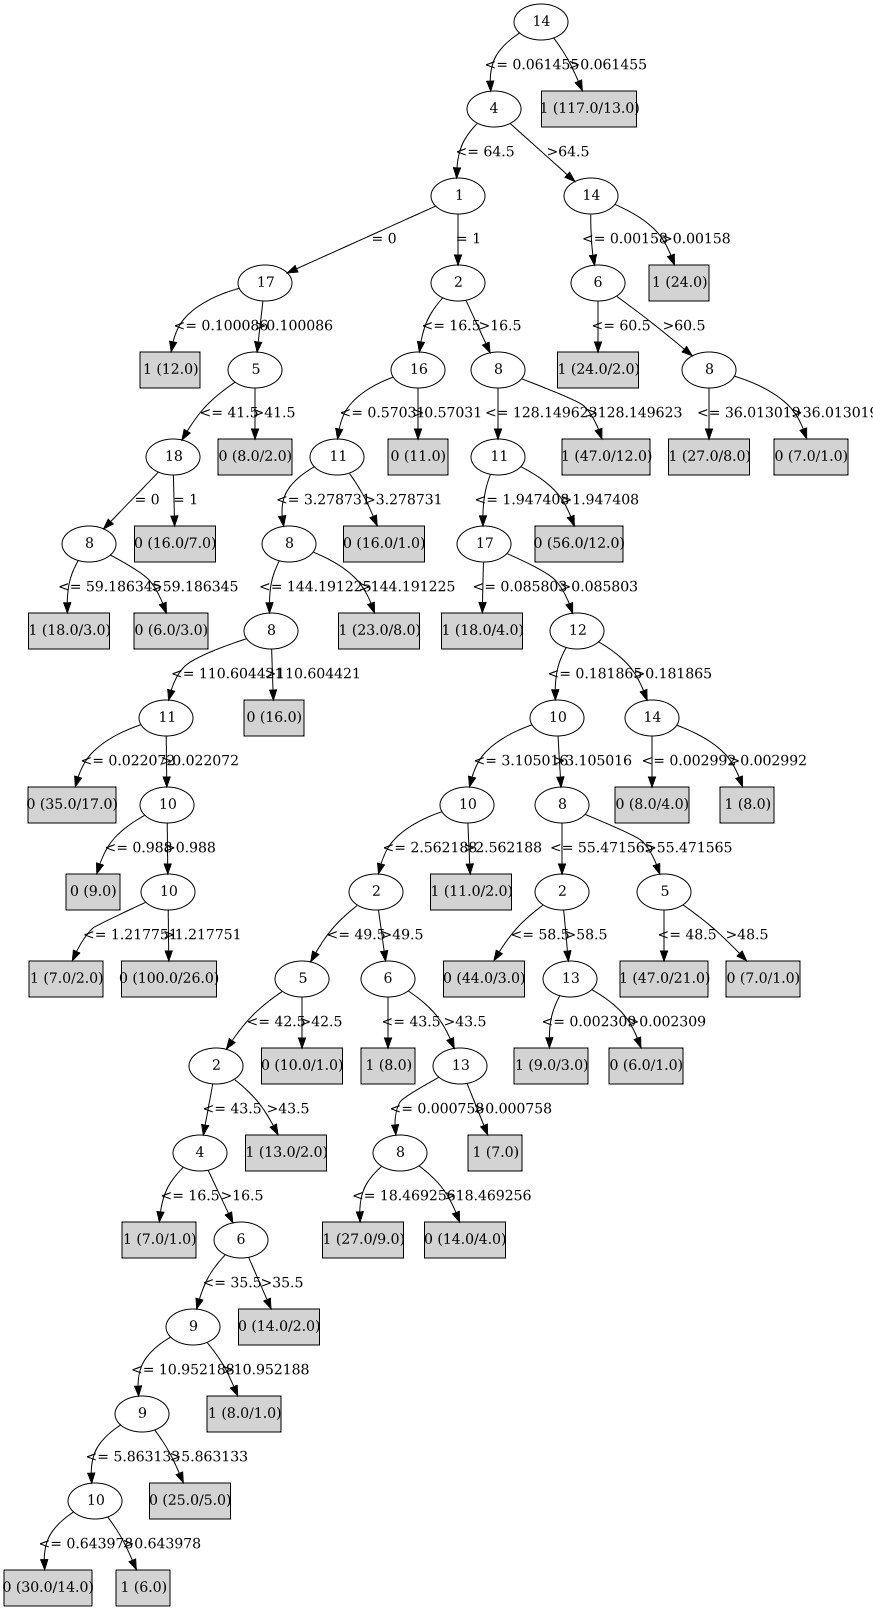 14
<= 0.061455 >0.061455
4 1 (117.0/13.0)
<= 64.5 >64.5
1 14
= 0 = 1 <= 0.00158 >0.00158
17 2 6 1 (24.0)
<= 0.100086 >0.100086 <= 16.5 >16.5 <= 60.5 >60.5
1 (12.0) 5 16 8 1 (24.0/2.0) 8
<= 41.5 >41.5 <= 0.57031 >0.57031 <= 128.149623 >128.149623 <= 36.013019 >36.013019
18 0 (8.0/2.0) 11 0 (11.0) 11 1 (47.0/12.0) 1 (27.0/8.0) 0 (7.0/1.0)
= 0 = 1 <= 3.278731 >3.278731 <= 1.947408 >1.947408
8 0 (16.0/7.0) 8 0 (16.0/1.0) 17 0 (56.0/12.0)
<= 59.186345 >59.186345 <= 144.191225 >144.191225 <= 0.085803 >0.085803
1 (18.0/3.0) 0 (6.0/3.0) 8 1 (23.0/8.0) 1 (18.0/4.0) 12
<= 110.604421 >110.604421 <= 0.181865 >0.181865
11 0 (16.0) 10 14
<= 0.022072 >0.022072 <= 3.105016 >3.105016 <= 0.002992 >0.002992
0 (35.0/17.0) 10 10 8 0 (8.0/4.0) 1 (8.0)
<= 0.988 >0.988 <= 2.562188 >2.562188 <= 55.471565 >55.471565
0 (9.0) 10 2 1 (11.0/2.0) 2 5
<= 1.217751 >1.217751 <= 49.5 >49.5 <= 58.5 >58.5 <= 48.5 >48.5
1 (7.0/2.0) 0 (100.0/26.0) 5 6 0 (44.0/3.0) 13 1 (47.0/21.0) 0 (7.0/1.0)
<= 42.5 >42.5 <= 43.5 >43.5 <= 0.002309 >0.002309
2 0 (10.0/1.0) 1 (8.0) 13 1 (9.0/3.0) 0 (6.0/1.0)
<= 43.5 >43.5 <= 0.000758 >0.000758
4 1 (13.0/2.0) 8 1 (7.0)
<= 16.5 >16.5 <= 18.469256 >18.469256
1 (7.0/1.0) 6 1 (27.0/9.0) 0 (14.0/4.0)
<= 35.5 >35.5
9 0 (14.0/2.0)
<= 10.952188 >10.952188
9 1 (8.0/1.0)
<= 5.863133 >5.863133
10 0 (25.0/5.0)
<= 0.643978 >0.643978
0 (30.0/14.0) 1 (6.0)